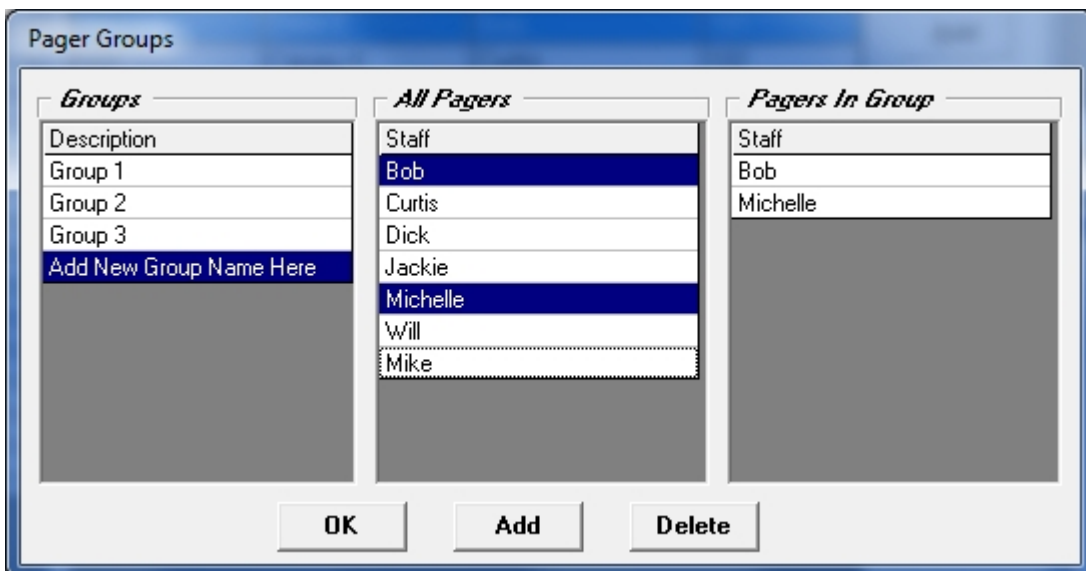 Pager Groups
Groups
Description
Group 1
Group 2
Group 3
Add New Group Name Here
All Pagers
Staff
Bob
Curtis
Dick
Jackie
Michelle
Will
Mike
Pagers In Group
Staff
Bob
Michelle
OK
Add
Delete